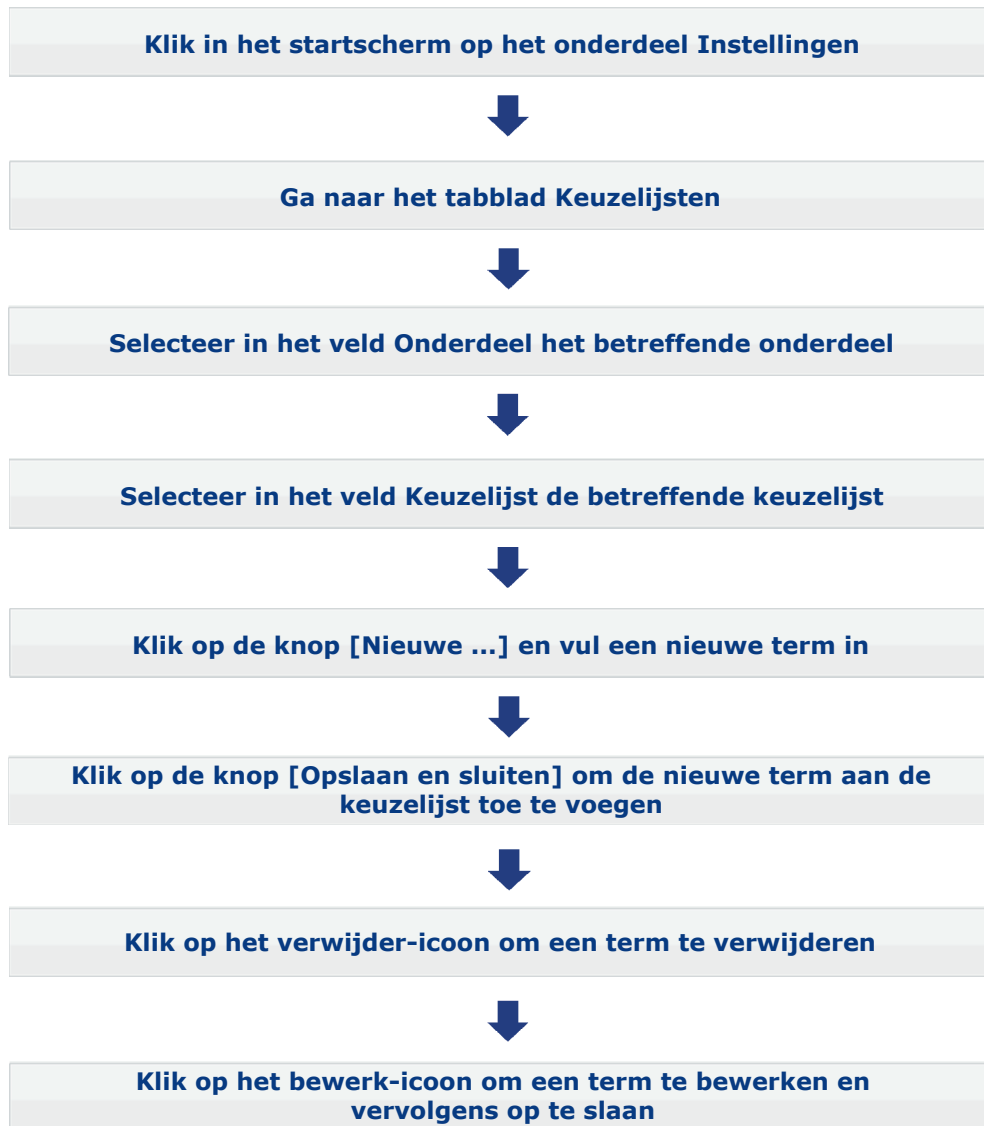 Klik in het startscherm op het onderdeel Instellingen
Ga naar het tabblad Keuzelijsten
Selecteer in het veld Onderdeel het betreffende onderdeel
Selecteer in het veld Keuzelijst de betreffende keuzelijst
Klik op de knop [Nieuwe ...] en vul een nieuwe term in
Klik op de knop [Opslaan en sluiten] om de nieuwe term aan de
keuzelijst toe te voegen
Klik op het verwijder-icoon om een term te verwijderen
Klik op het bewerk-icoon om een term te bewerken en
vervolgens op te slaan